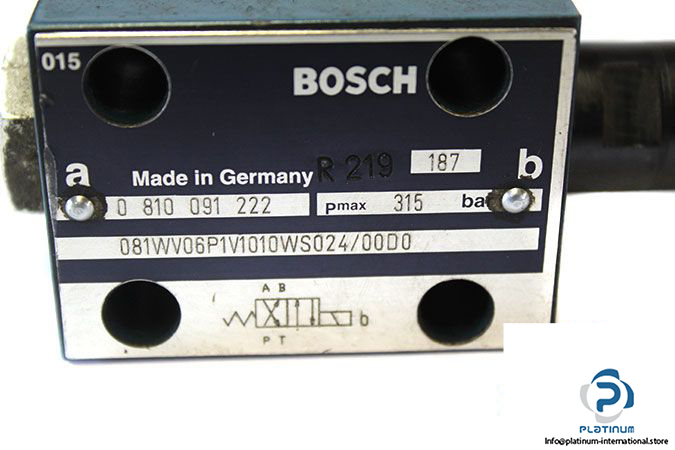 015
BOSCH
a Made in Germany R 219 187 b
0 810 091 222 pmax 315 ba
081WV06P1V1010WS024/00D0
A B
b
P T
P
PLATINUM
Info@platinum-international.store